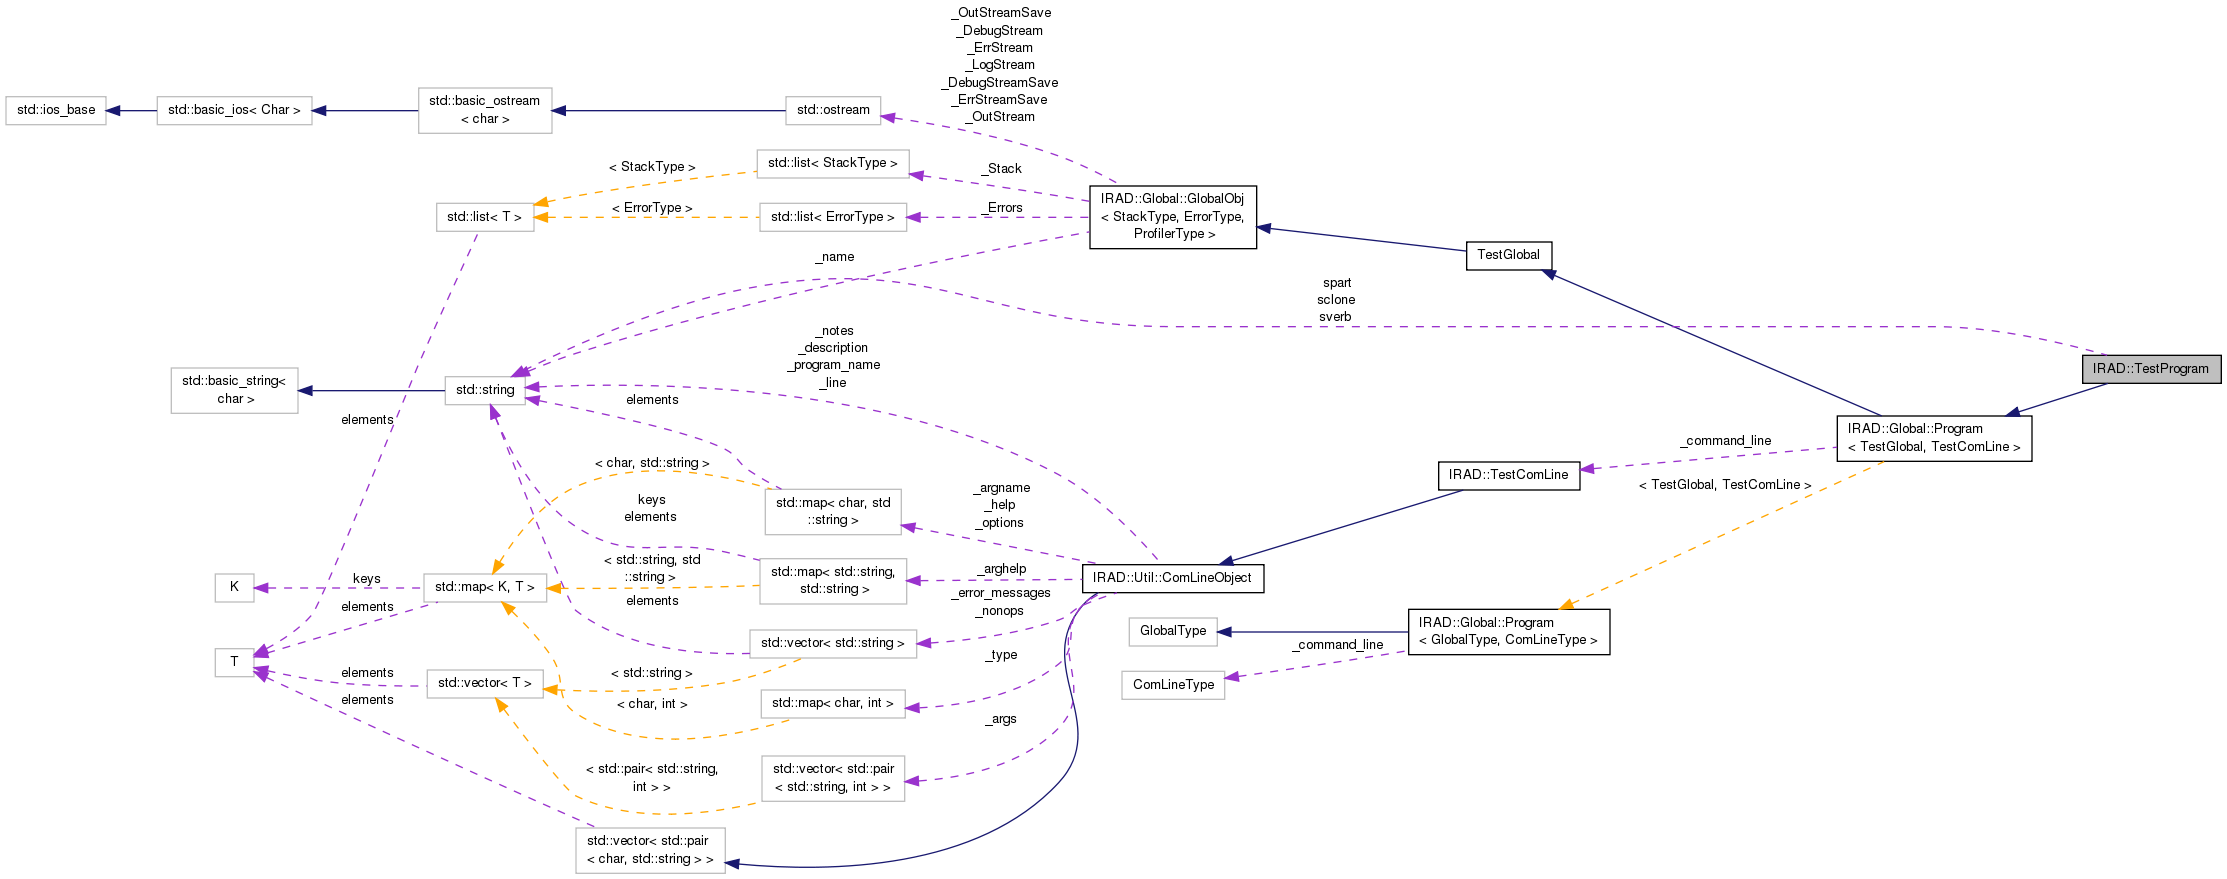 _OutStreamSave
_DebugStream
_ErrStream
_LogStream
_DebugStreamSave
_ErrStreamSave
_OutStream
std::ios_base
std::basic_ios< Char >
std::basic_ostream
< char >
std::ostream
std::list< StackType >
< StackType >
_Stack
std::list< T >
< ErrorType >
std::list< ErrorType >
_Errors
IRAD::Global::GlobalObj
< StackType, ErrorType,
ProfilerType >
TestGlobal
_name
spart
sclone
sverb
_notes
_description
_program_name
_line
IRAD::TestProgram
std::basic_string<
char >
std::string
elements
elements
IRAD::Global::Program
< TestGlobal, TestComLine >
_command_line
IRAD::TestComLine
< TestGlobal, TestComLine >
< char, std::string >
std::map< char, std
::string >
_argname
_help
_options
keys
elements
< std::string, std
::string >
std::map< std::string,
std::string >
_arghelp
IRAD::Util::ComLineObject
K
keys
std::map< K, T >
elements
elements
_error_messages
_nonops
std::vector< std::string >
GlobalType
IRAD::Global::Program
< GlobalType, ComLineType >
_command_line
ComLineType
T
elements
std::vector< T >
< std::string >
_type
elements
< char, int >
std::map< char, int >
_args
< std::pair< std::string,
int > >
std::vector< std::pair
< std::string, int > >
std::vector< std::pair
< char, std::string > >